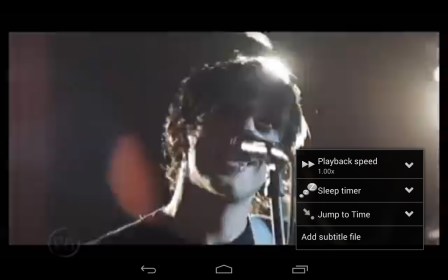 Playback speed
1.00x
Sleep timer
Jump to Time
Add subtitle file